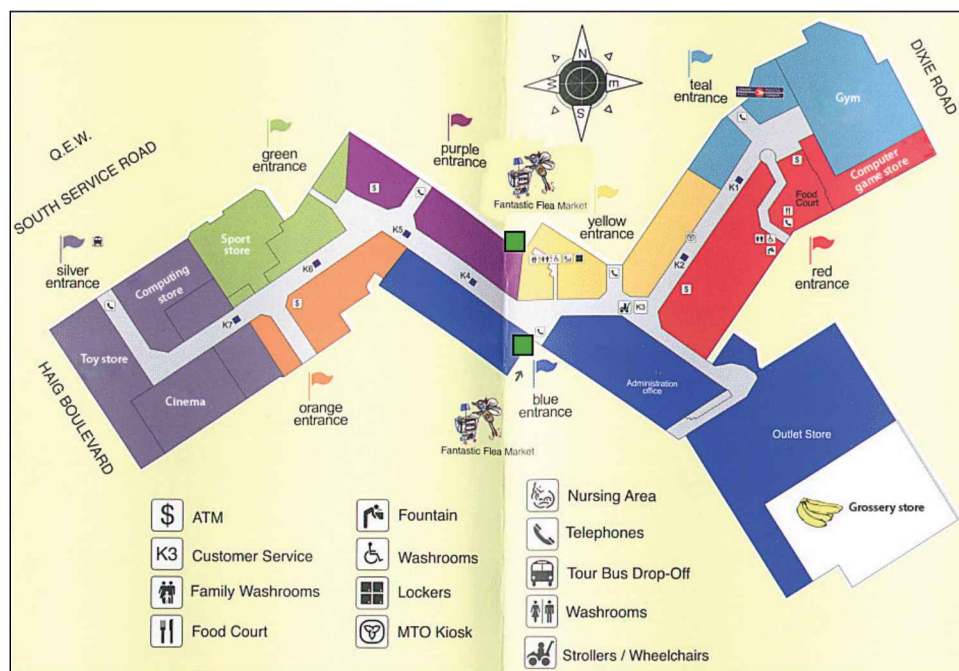 N
W
E
S
Q.E.W.
SOUTH SERVICE ROAD
DIXIE ROAD
HAIG BOULEVARD
green
entrance
purple
entrance
teal
entrance
Gym
Computer
game store
Food
Court
Fantastic Flea Market
yellow
entrance
red
entrance
silver
entrance
Sport
store
Computing
store
Toy store
Cinema
orange
entrance
blue
entrance
Fantastic Flea Market
Administration
office
Outlet Store
Grossery store
K1
K2
K3
K4
K5
K6
K7
$
$
$
$
$ ATM
K3 Customer Service
Family Washrooms
Food Court
Fountain
Washrooms
Lockers
MTO Kiosk
Nursing Area
Telephones
Tour Bus Drop-Off
Washrooms
Strollers / Wheelchairs